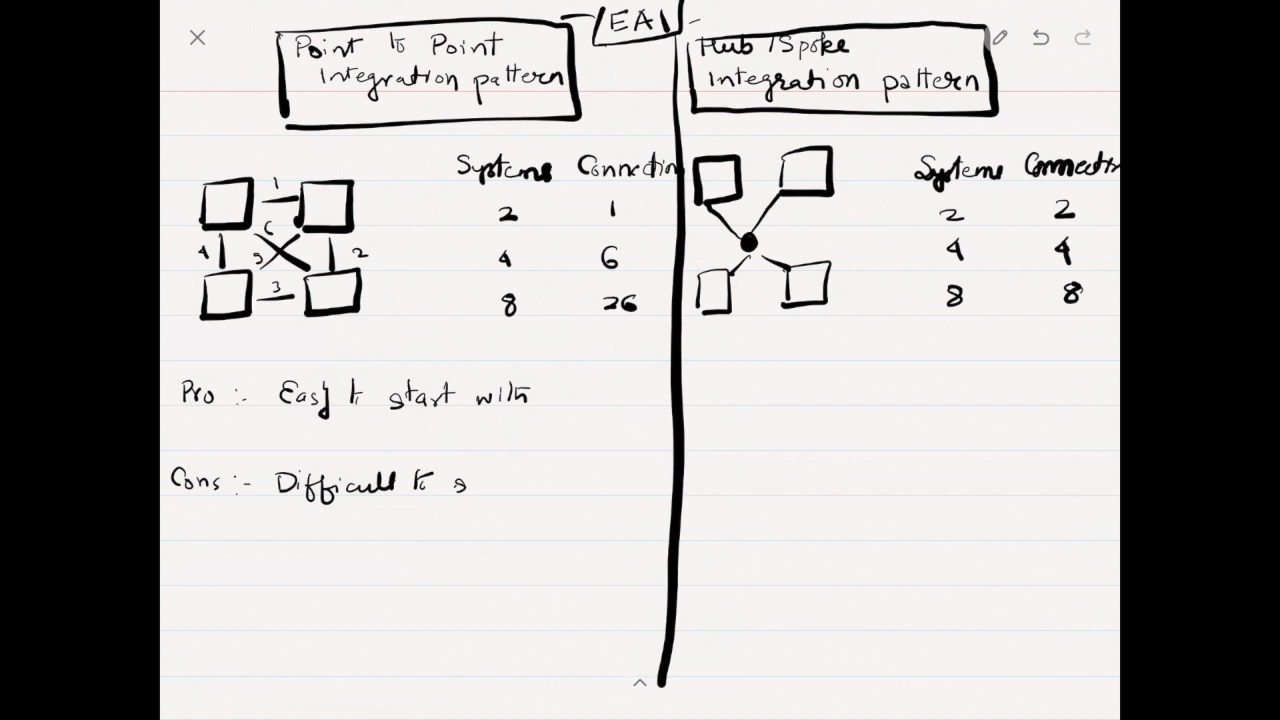 EAI
Point to Point
Integration pattern
Systems Connection
1
6
4 5 2
3
2 1
4 6
8 26
Pro :- Easy to start with
Cons :- Difficult to s
Hub / Spoke
Integration pattern
Systems Connectin
2 2
4 4
8 8